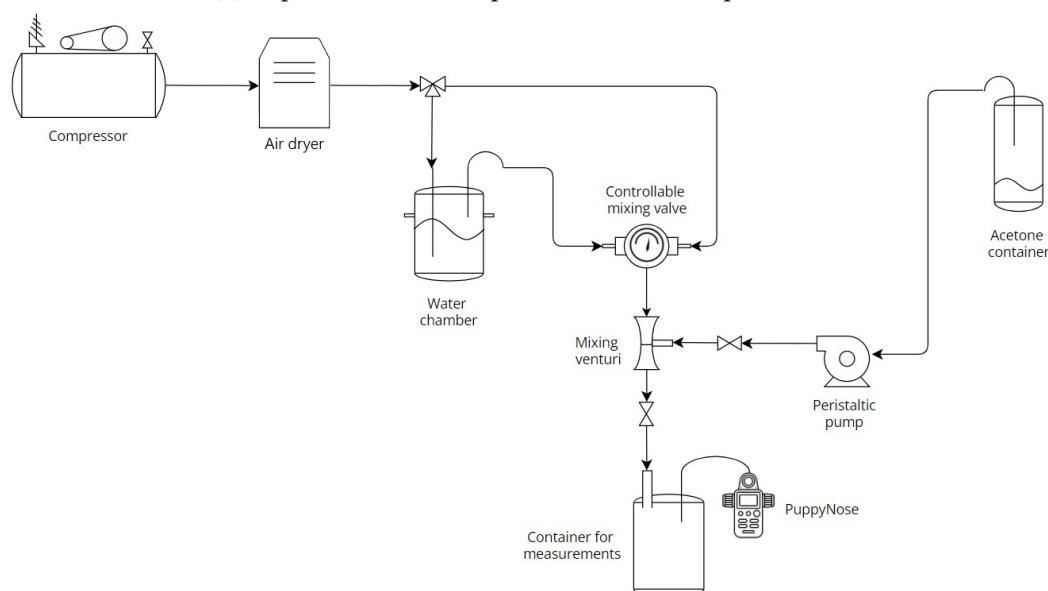 Compressor
Air dryer
Controllable
mixing valve
Acetone
container
Water
chamber
Mixing
venturi
Peristaltic
pump
PuppyNose
Container for
measurements